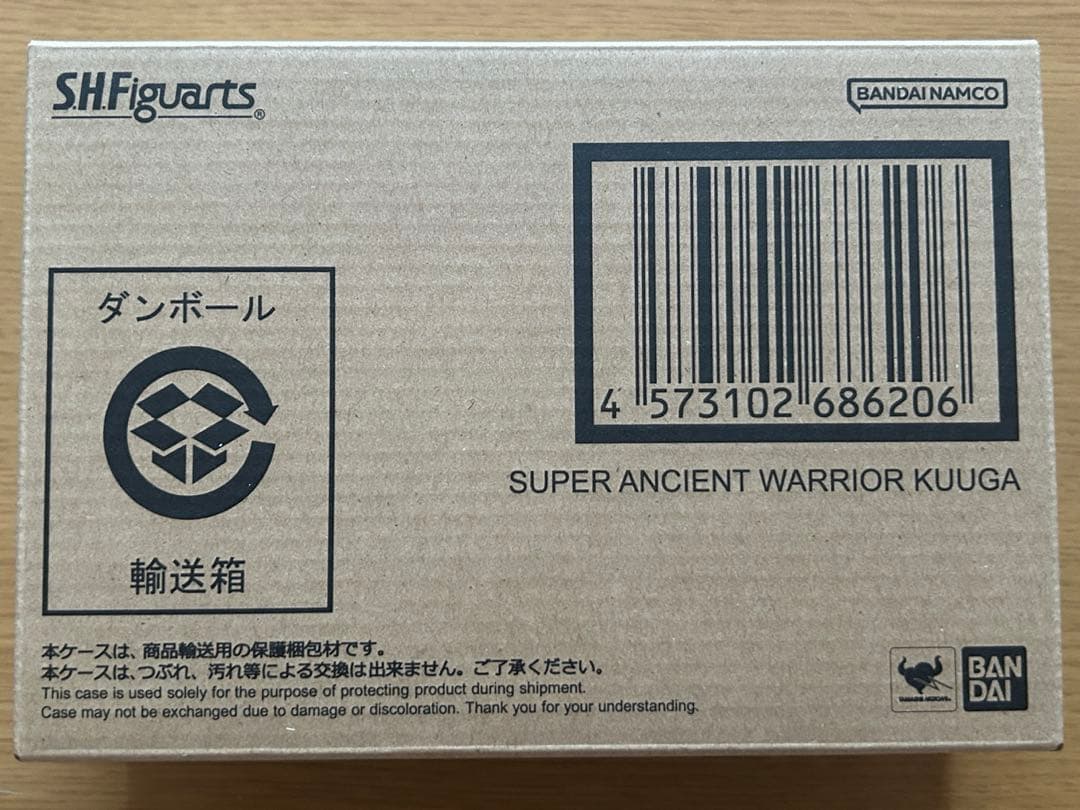 S.H.Figuarts®
BANDAI NAMCO
4 573102 686206
SUPER ANCIENT WARRIOR KUUGA
ダンボール
輸送箱
本ケースは、商品輸送用の保護梱包材です。
本ケースは、つぶれ、汚れ等による交換は出来ません。ご了承ください。
This case is used solely for the purpose of protecting product during shipment.
Case may not be exchanged due to damage or discoloration. Thank you for your understanding.
BAN
DAI